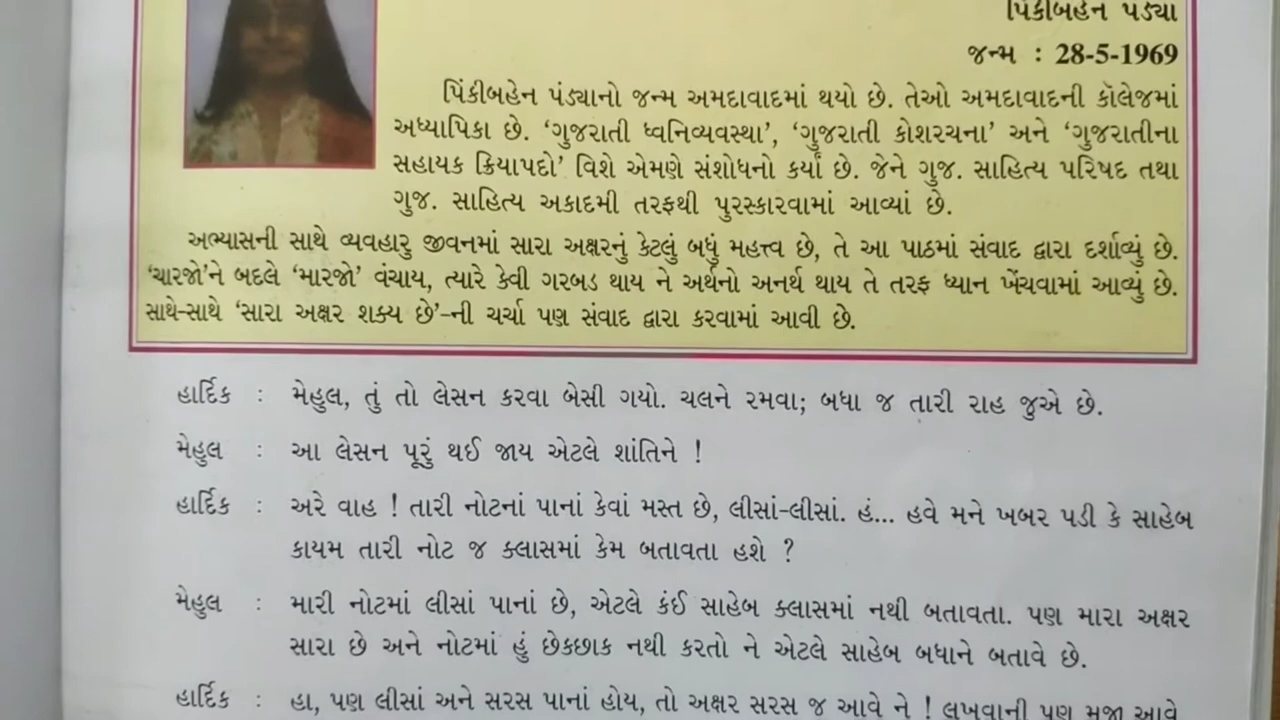 પિંકીબહેન પંડ્યા
જન્મ : 28-5-1969
પિંકીબહેન પંડ્યાનો જન્મ અમદાવાદમાં થયો છે. તેઓ અમદાવાદની કૉલેજમાં
અધ્યાપિકા છે. ‘ગુજરાતી ધ્વનિવ્યવસ્થા’, ‘ગુજરાતી કોશરચના’ અને ‘ગુજરાતીના
સહાયક ક્રિયાપદો’ વિશે એમણે સંશોધનો કર્યાં છે. જેને ગુજ. સાહિત્ય પરિષદ તથા
ગુજ. સાહિત્ય અકાદમી તરફથી પુરસ્કારવામાં આવ્યાં છે.
અભ્યાસની સાથે વ્યવહારુ જીવનમાં સારા અક્ષરનું કેટલું બધું મહત્ત્વ છે, તે આ પાઠમાં સંવાદ દ્વારા દર્શાવ્યું છે.
‘ચારજો’ને બદલે ‘મારજો’ વંચાય, ત્યારે કેવી ગરબડ થાય ને અર્થનો અનર્થ થાય તે તરફ ધ્યાન ખેંચવામાં આવ્યું છે.
સાથે-સાથે ‘સારા અક્ષર શક્ય છે’-ની ચર્ચા પણ સંવાદ દ્વારા કરવામાં આવી છે.
હાર્દિક : મેહુલ, તું તો લેસન કરવા બેસી ગયો. ચલને રમવા; બધા જ તારી રાહ જુએ છે.
મેહુલ : આ લેસન પૂરું થઈ જાય એટલે શાંતિને !
હાર્દિક : અરે વાહ ! તારી નોટનાં પાનાં કેવાં મસ્ત છે, લીસાં-લીસાં. હં... હવે મને ખબર પડી કે સાહેબ
કાયમ તારી નોટ જ ક્લાસમાં કેમ બતાવતા હશે ?
મેહુલ : મારી નોટમાં લીસાં પાનાં છે, એટલે કંઈ સાહેબ ક્લાસમાં નથી બતાવતા. પણ મારા અક્ષર
સારા છે અને નોટમાં હું છેકછાક નથી કરતો ને એટલે સાહેબ બધાને બતાવે છે.
હાર્દિક : હા, પણ લીસાં અને સરસ પાનાં હોય, તો અક્ષર સરસ જ આવે ને ! લખવાની પણ મજા આવે